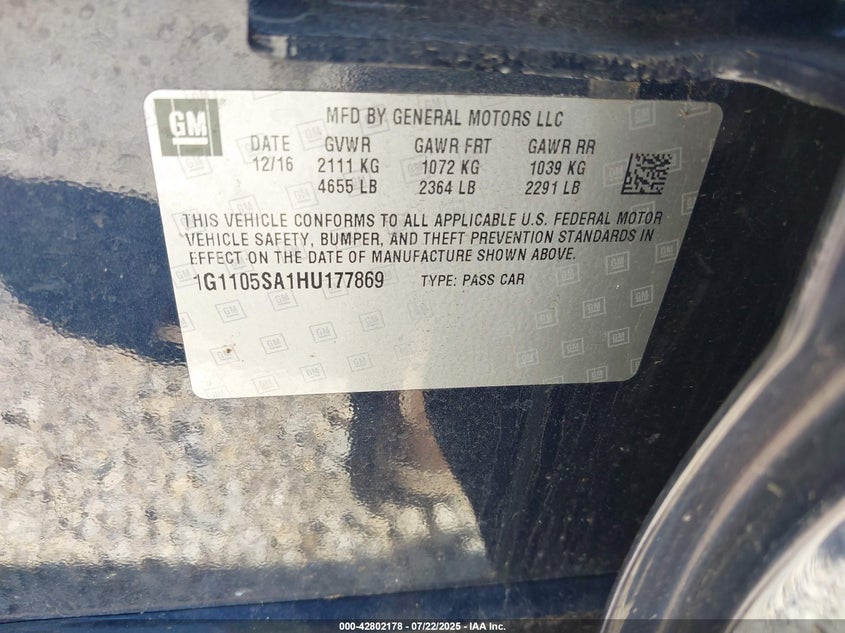 GM
MFD BY GENERAL MOTORS LLC
DATE GVWR GAWR FRT GAWR RR
12/16 2111 KG 1072 KG 1039 KG
4655 LB 2364 LB 2291 LB
THIS VEHICLE CONFORMS TO ALL APPLICABLE U.S. FEDERAL MOTOR
VEHICLE SAFETY, BUMPER, AND THEFT PREVENTION STANDARDS IN
EFFECT ON THE DATE OF MANUFACTURE SHOWN ABOVE.
1G1105SA1HU177869 TYPE: PASS CAR
000-42802178 - 07/22/2025 - IAA Inc.